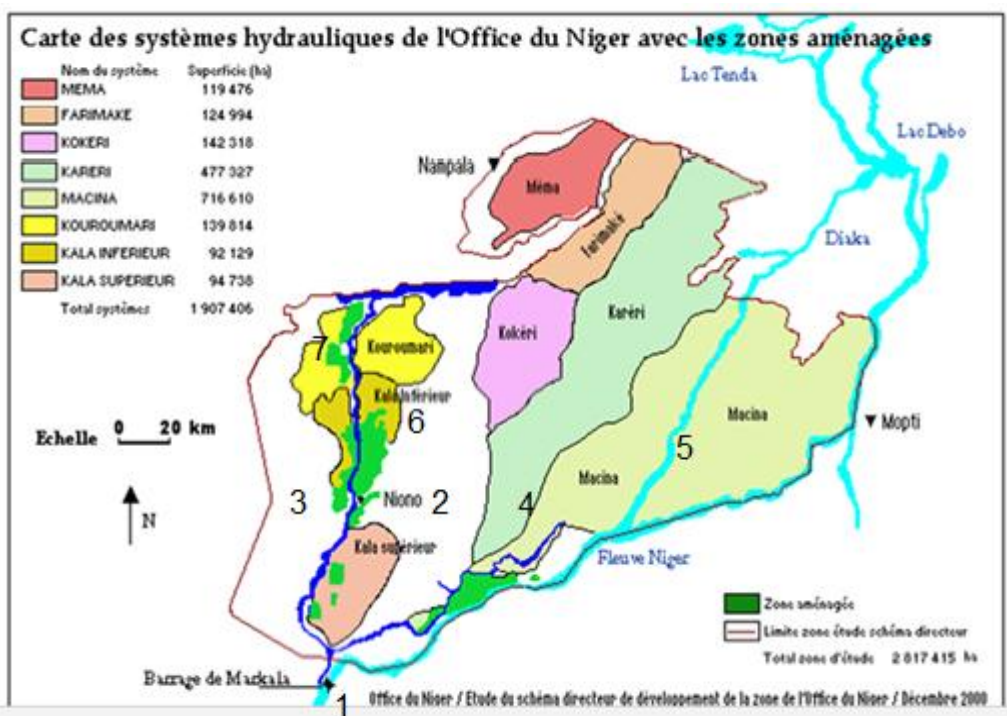 Carte des systèmes hydrauliques de l'Office du Niger avec les zones aménagées
Nom du système Superficie (ha)
MEMA 119 476
FARIMAKE 124 994
KOKERI 142 318
KARERI 477 327
MACINA 716 610
KOUROUMARI 139 814
KALA INFERIEUR 92 129
KALA SUPERIEUR 94 738
Total systèmes 1 907 406
Lac Tenda
Lac Debo
Nampala
Méma
Farimaké
Diaka
Kokéri
Karéri
7
Kouroumari
Kala Inférieur
6
Echelle 0 20 km
Macina
Mopti
5
3
Niono
2
4
Macina
N
Kala supérieur
Fleuve Niger
Zone aménagée
Limite zone étude schéma directeur
Total zone d'étude 2 817 415 ha
Barrage de Markala
1
Office du Niger / Etude du schéma directeur de développement de la zone de l'Office du Niger / Décembre 2000